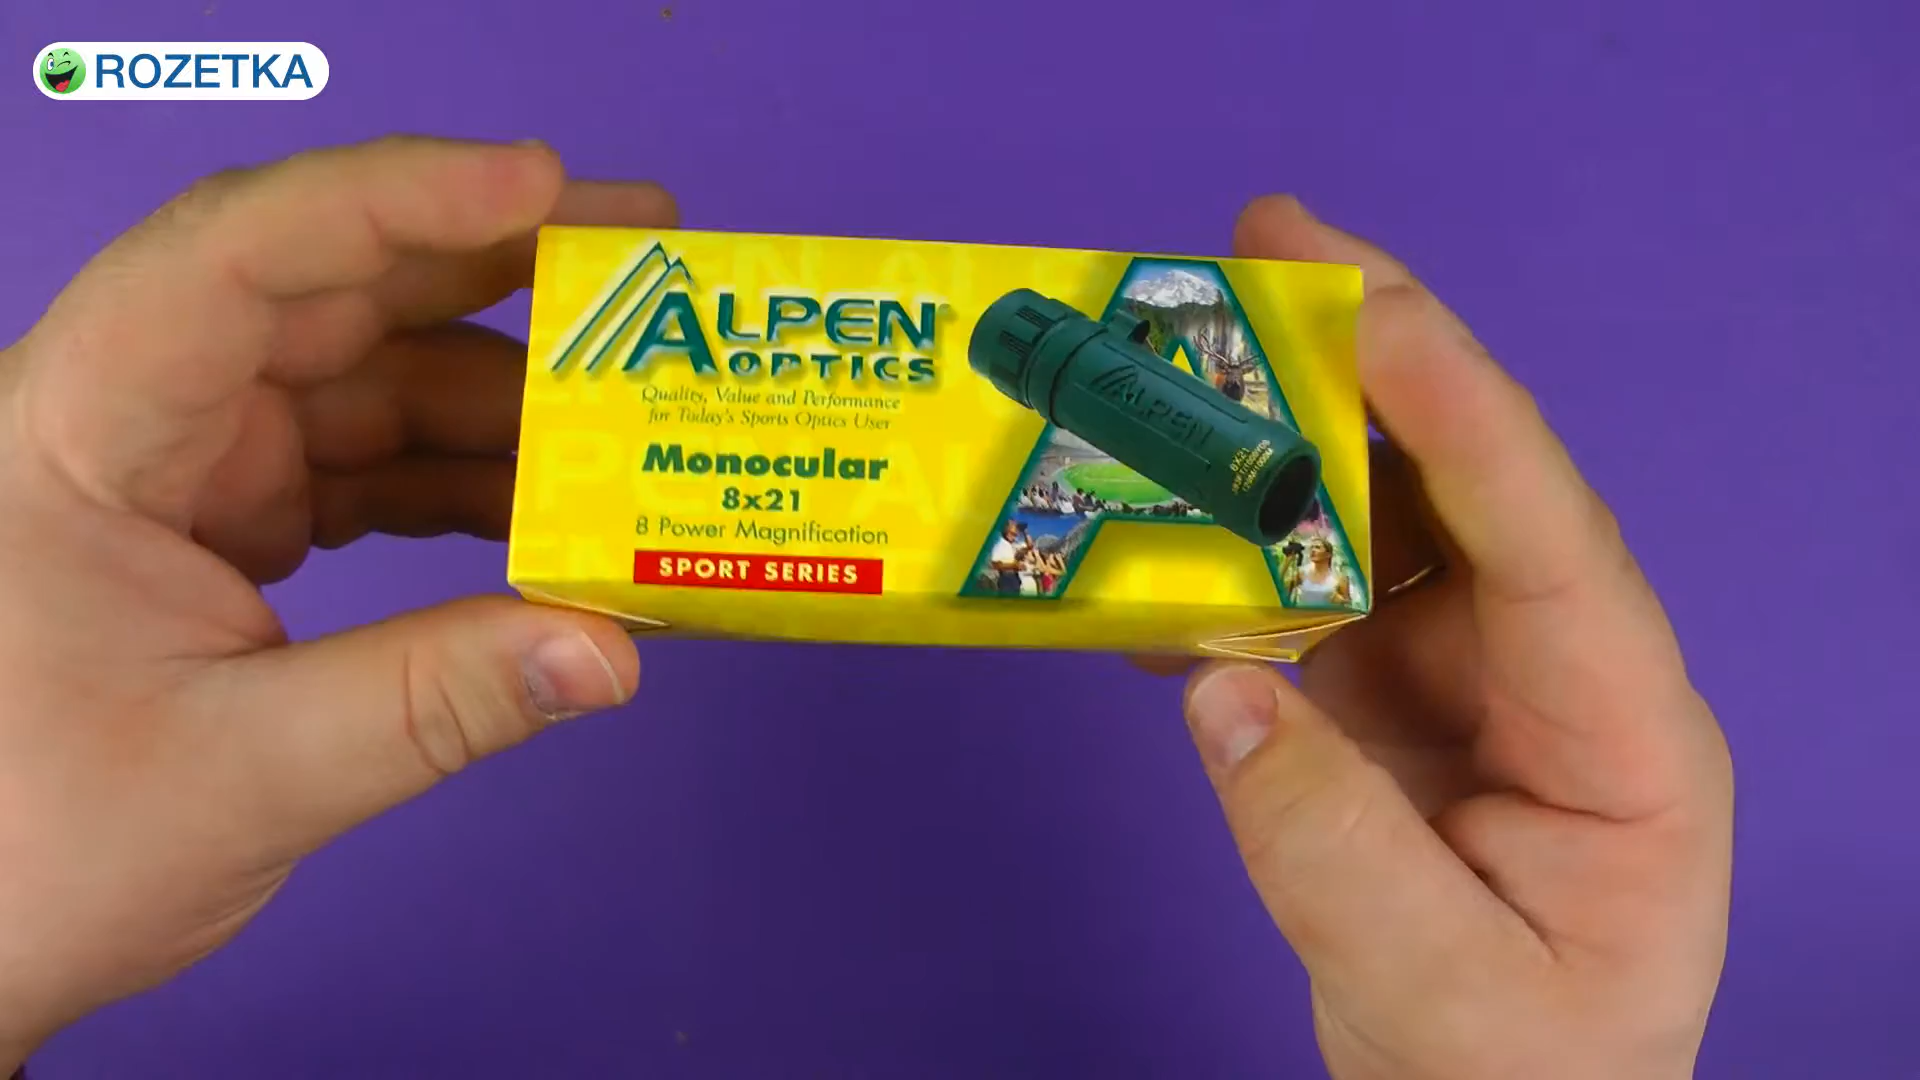 ROZETKA
ALPEN
OPTICS
Quality, Value and Performance
for Today's Sports Optics User
Monocular
8x21
8 Power Magnification
SPORT SERIES
ALPEN
8X21